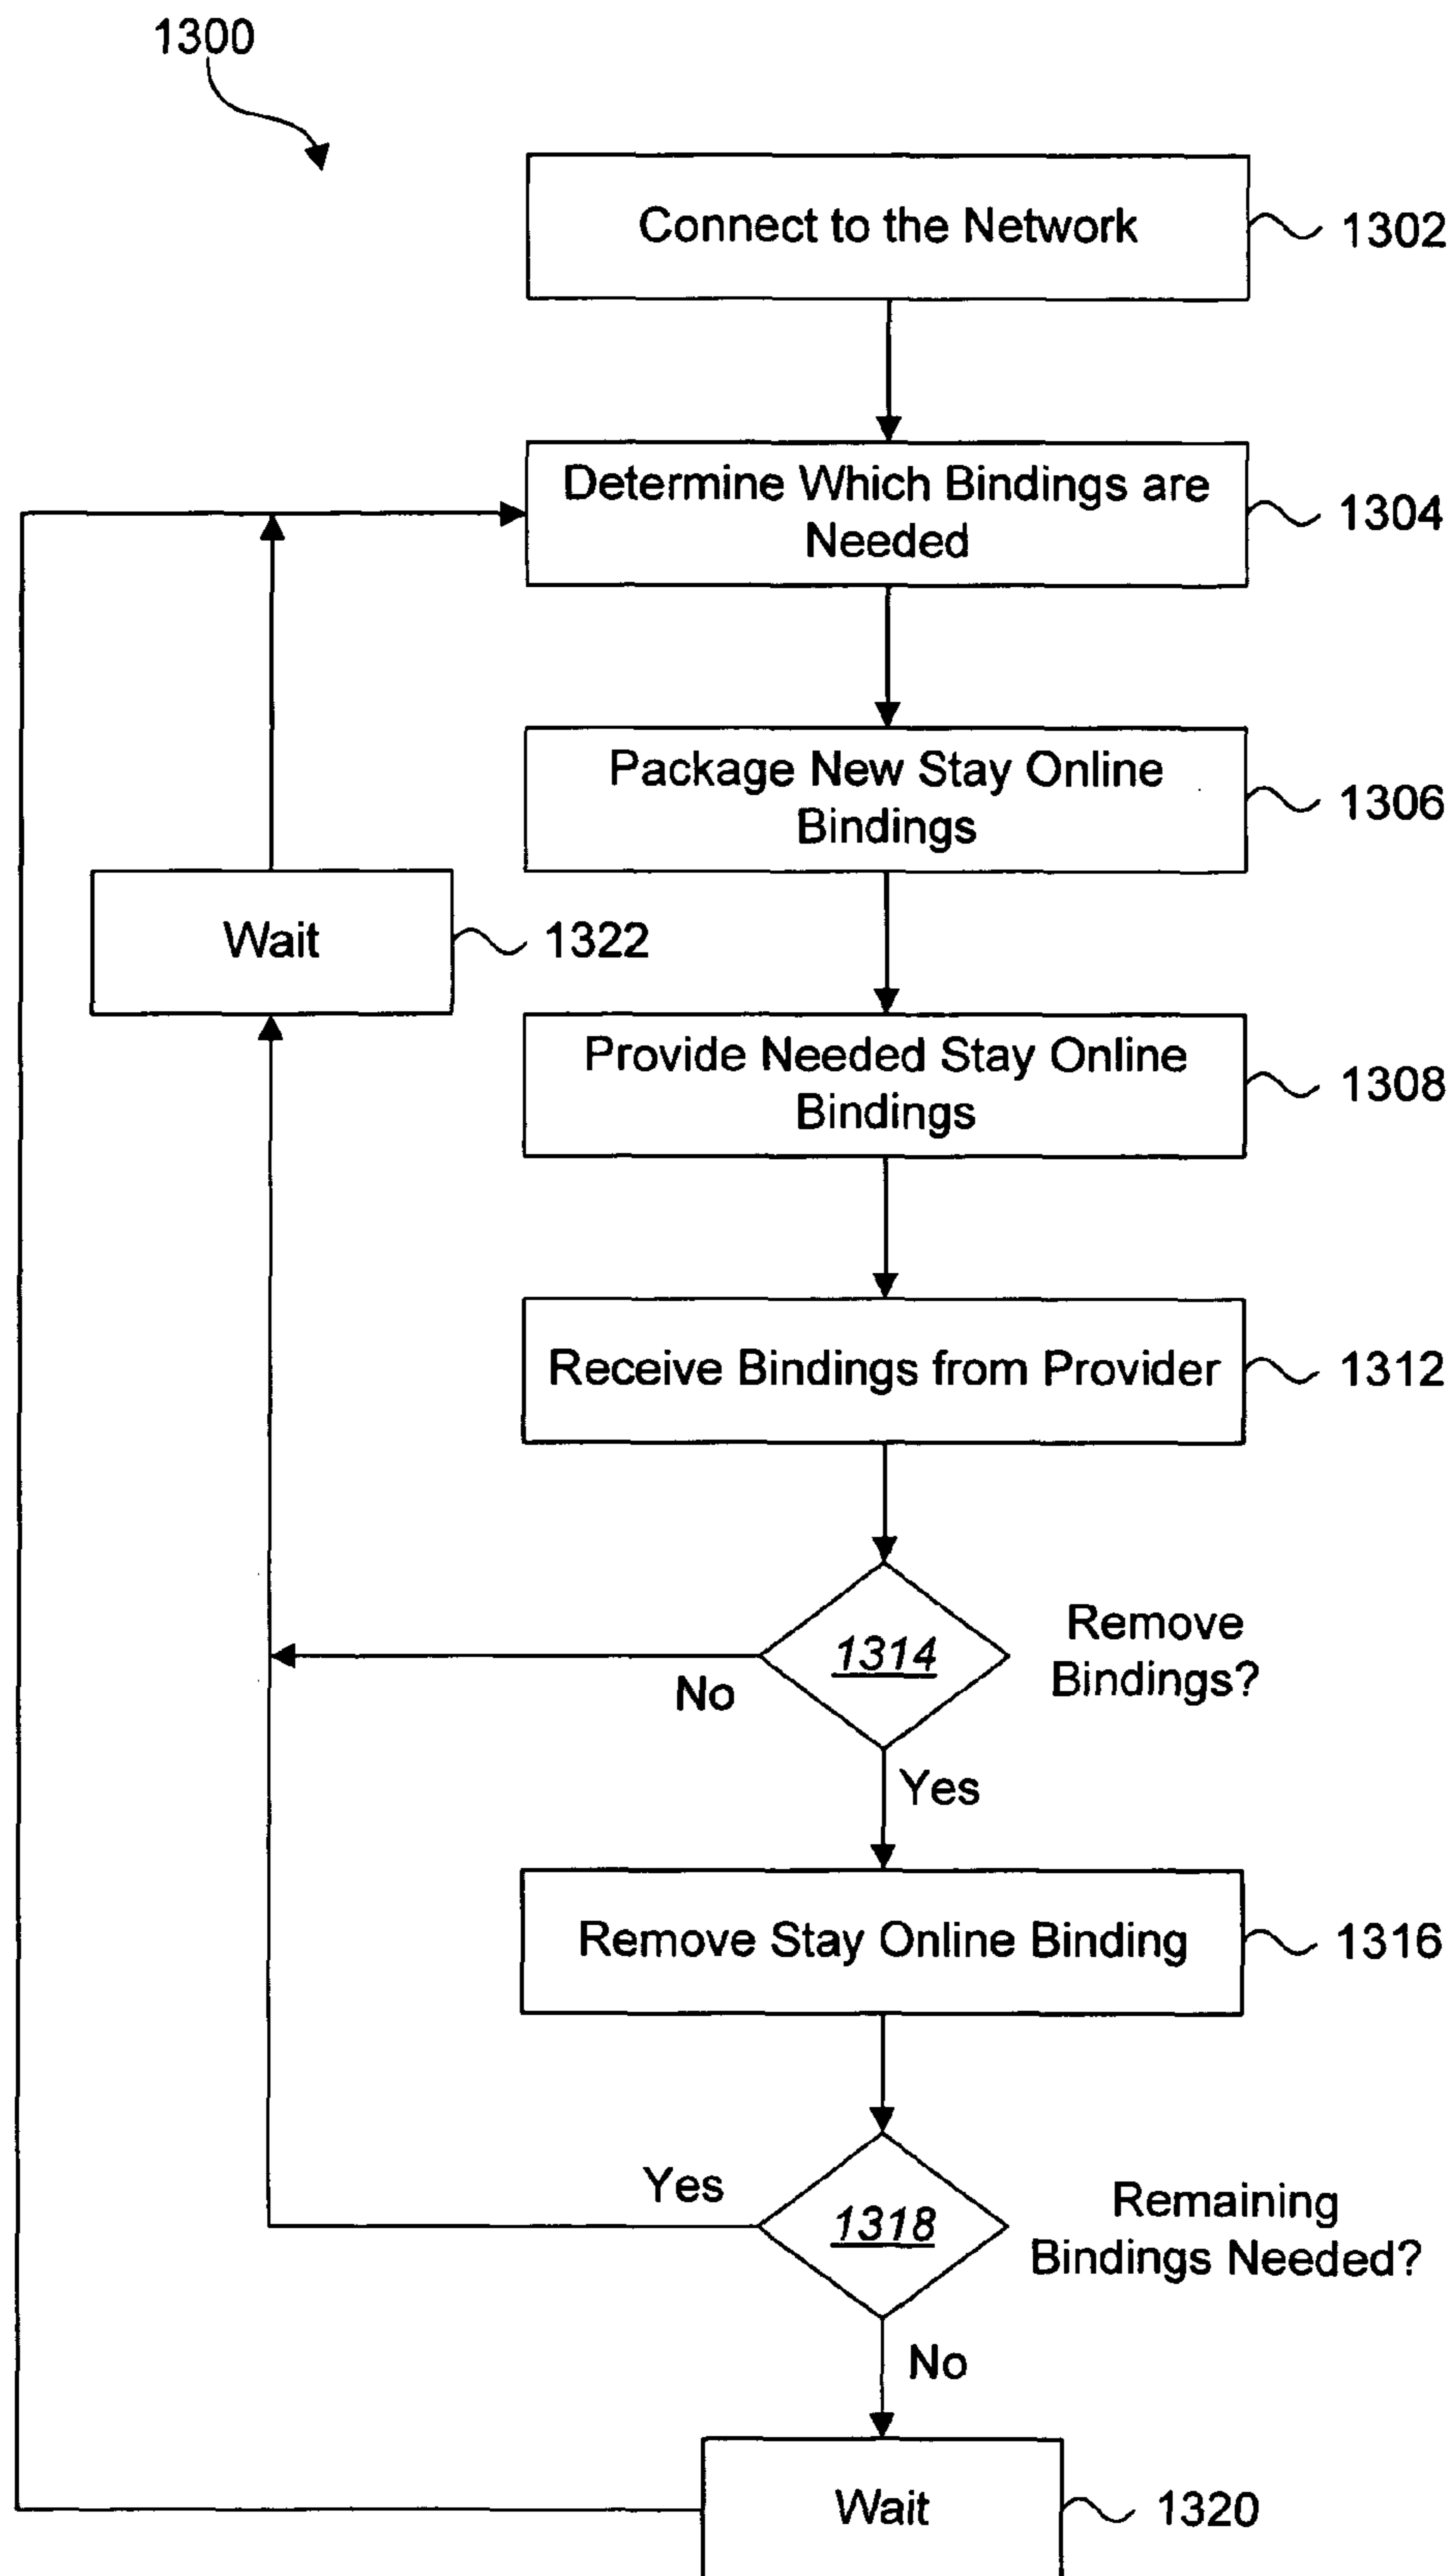 1300
Connect to the Network
1302
Determine Which Bindings are
Needed
1304
Package New Stay Online
Bindings
1306
Wait
1322
Provide Needed Stay Online
Bindings
1308
Receive Bindings from Provider
1312
1314
Remove
Bindings?
No
Yes
Remove Stay Online Binding
1316
Yes
1318
Remaining
Bindings Needed?
No
Wait
1320